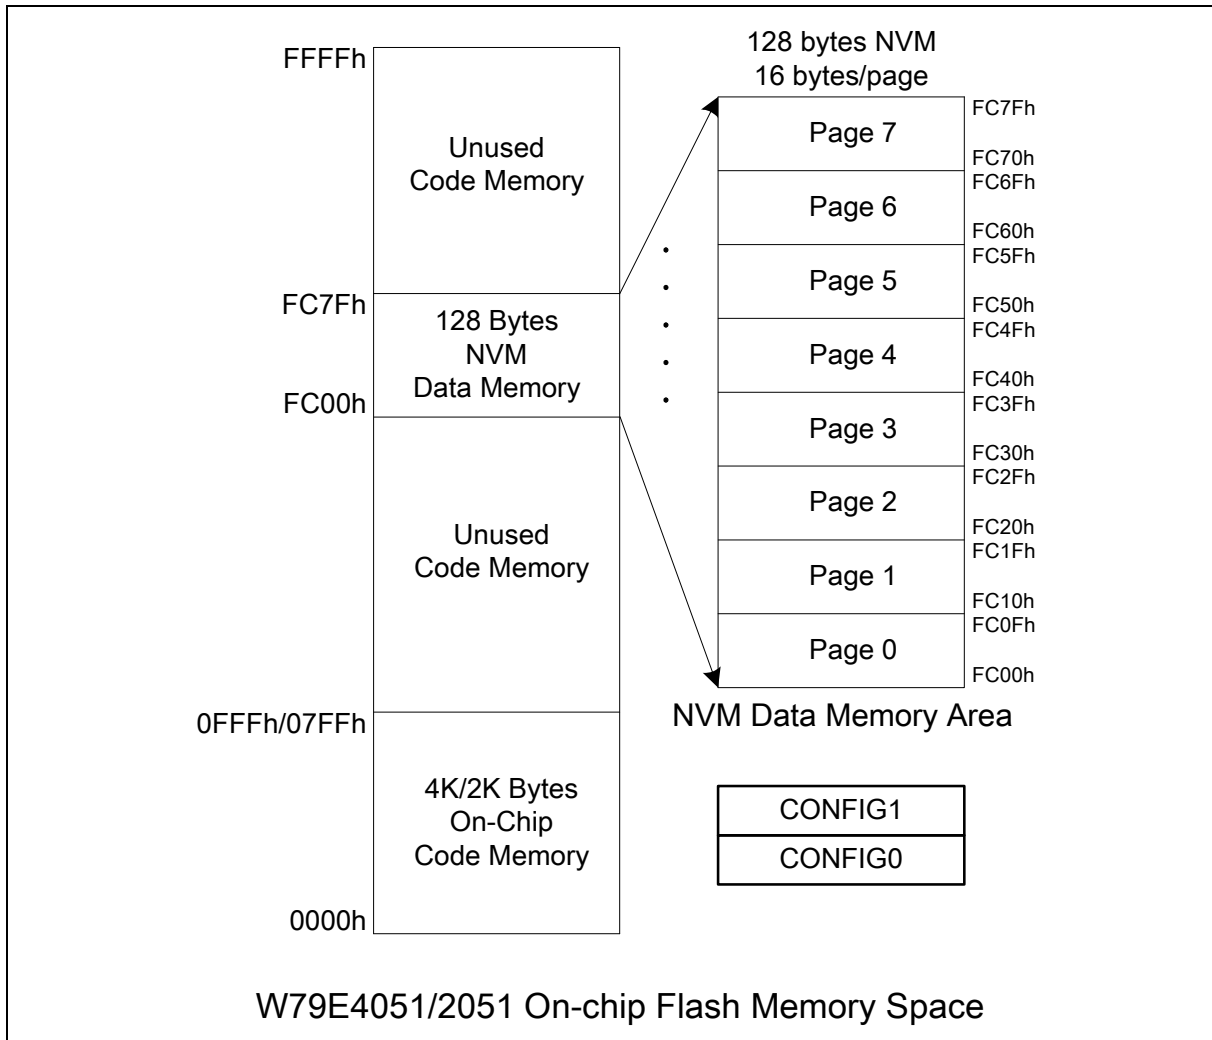 FFFFh
Unused
Code Memory
FC7Fh
128 Bytes
NVM
Data Memory
FC00h
Unused
Code Memory
0FFFh/07FFh
4K/2K Bytes
On-Chip
Code Memory
0000h
128 bytes NVM
16 bytes/page
FC7Fh
Page 7
FC70h
FC6Fh
Page 6
FC60h
FC5Fh
Page 5
FC50h
FC4Fh
Page 4
FC40h
FC3Fh
Page 3
FC30h
FC2Fh
Page 2
FC20h
FC1Fh
Page 1
FC10h
FC0Fh
Page 0
FC00h
NVM Data Memory Area
CONFIG1
CONFIG0
W79E4051/2051 On-chip Flash Memory Space